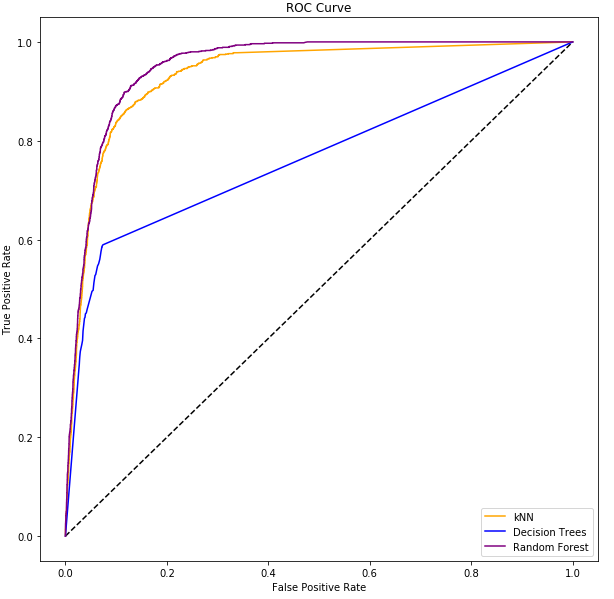 ROC Curve
True Positive Rate
1.0
0.8
0.6
0.4
0.2
0.0
0.0 0.2 0.4 0.6 0.8 1.0
False Positive Rate
kNN
Decision Trees
Random Forest